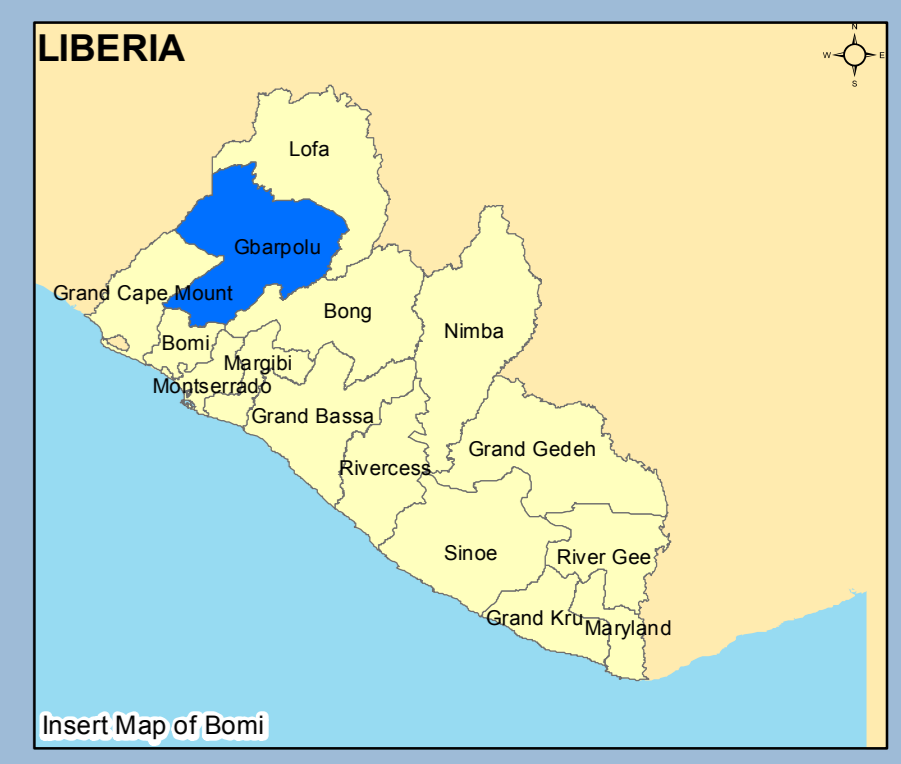 LIBERIA
N
W
E
S
Lofa
Gbarpolu
Grand Cape Mount
Bong
Nimba
Bomi
Margibi
Montserrado
Grand Bassa
Grand Gedeh
Rivercess
Sinoe
River Gee
Grand Kru
Maryland
Insert Map of Bomi